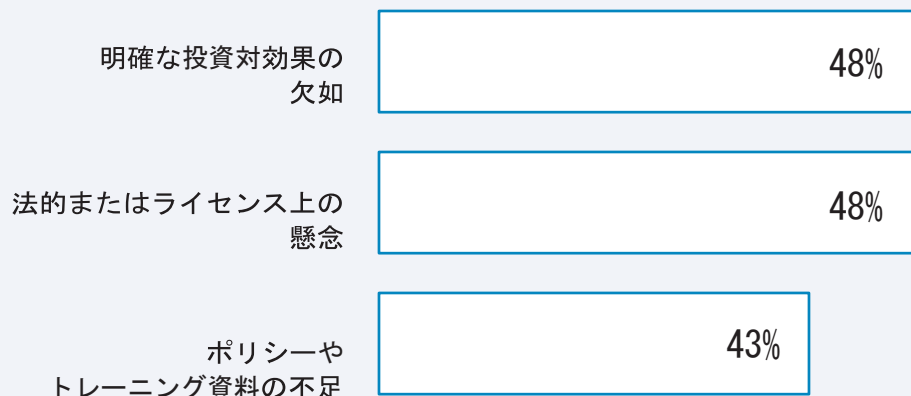 明確な投資対効果の
欠如
48%
法的またはライセンス上の
懸念
48%
ポリシーや
トレーニング資料の不足
43%